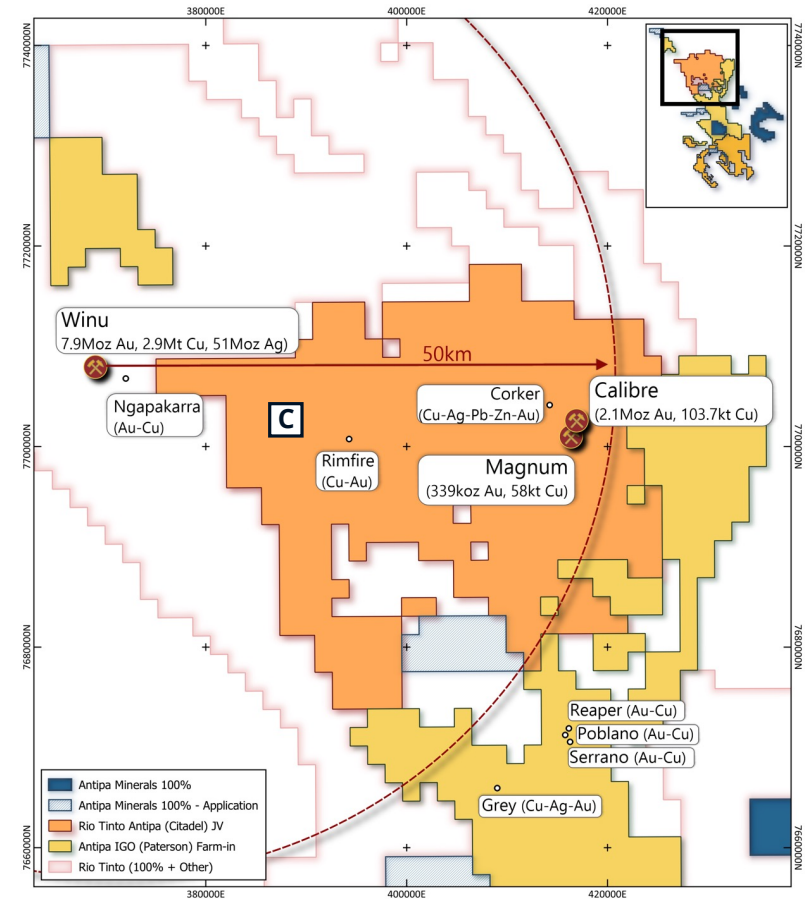 380000E
400000E
420000E
7740000N
7740000N
7720000N
7720000N
Winu
7.9Moz Au, 2.9Mt Cu, 51Moz Ag)
50km
Ngapakarra
(Au-Cu)
C
Corker
(Cu-Ag-Pb-Zn-Au)
Calibre
(2.1Moz Au, 103.7kt Cu)
Rimfire
(Cu-Au)
Magnum
(339koz Au, 58kt Cu)
7700000N
7700000N
7680000N
7680000N
Reaper (Au-Cu)
Poblano (Au-Cu)
Serrano (Au-Cu)
Grey (Cu-Ag-Au)
Antipa Minerals 100%
Antipa Minerals 100% - Application
Rio Tinto Antipa (Citadel) JV
Antipa IGO (Paterson) Farm-in
Rio Tinto (100% + Other)
7660000N
7660000N
380000E
400000E
420000E